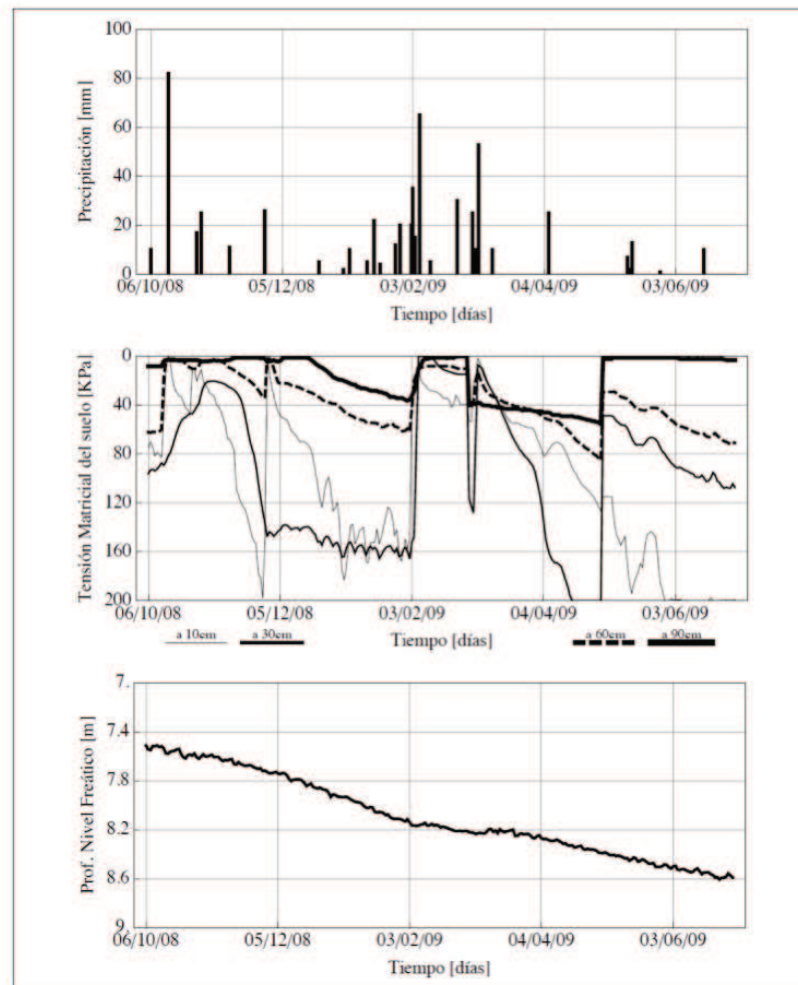 100
80
60
40
20
0
Precipitación [mm]
06/10/08 05/12/08 03/02/09 04/04/09 03/06/09
Tiempo [días]
0
40
80
120
160
200
Tensión Matricial del suelo [KPa]
06/10/08 05/12/08 03/02/09 04/04/09 03/06/09
Tiempo [días]
a 10cm a 30cm a 60cm a 90cm
7.
7.4
7.8
8.2
8.6
9.
Prof. Nivel Freático [m]
06/10/08 05/12/08 03/02/09 04/04/09 03/06/09
Tiempo [días]